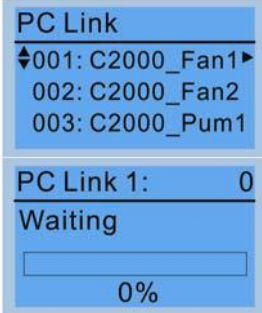 PC Link
001: C2000_Fan1
002: C2000_Fan2
003: C2000_Pum1
PC Link 1: 0
Waiting
0%